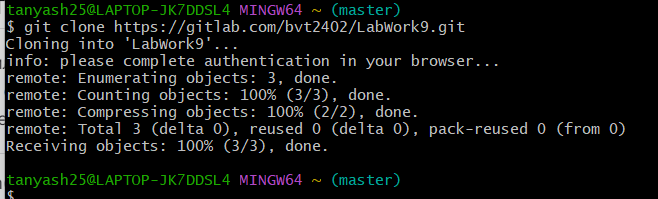 tanyash25@LAPTOP-JK7DDSL4 MINGW64 ~ (master)
$ git clone https://gitlab.com/bvt2402/LabWork9.git
Cloning into 'LabWork9'...
info: please complete authentication in your browser...
remote: Enumerating objects: 3, done.
remote: Counting objects: 100% (3/3), done.
remote: Compressing objects: 100% (2/2), done.
remote: Total 3 (delta 0), reused 0 (delta 0), pack-reused 0 (from 0)
Receiving objects: 100% (3/3), done.
tanyash25@LAPTOP-JK7DDSL4 MINGW64 ~ (master)
$